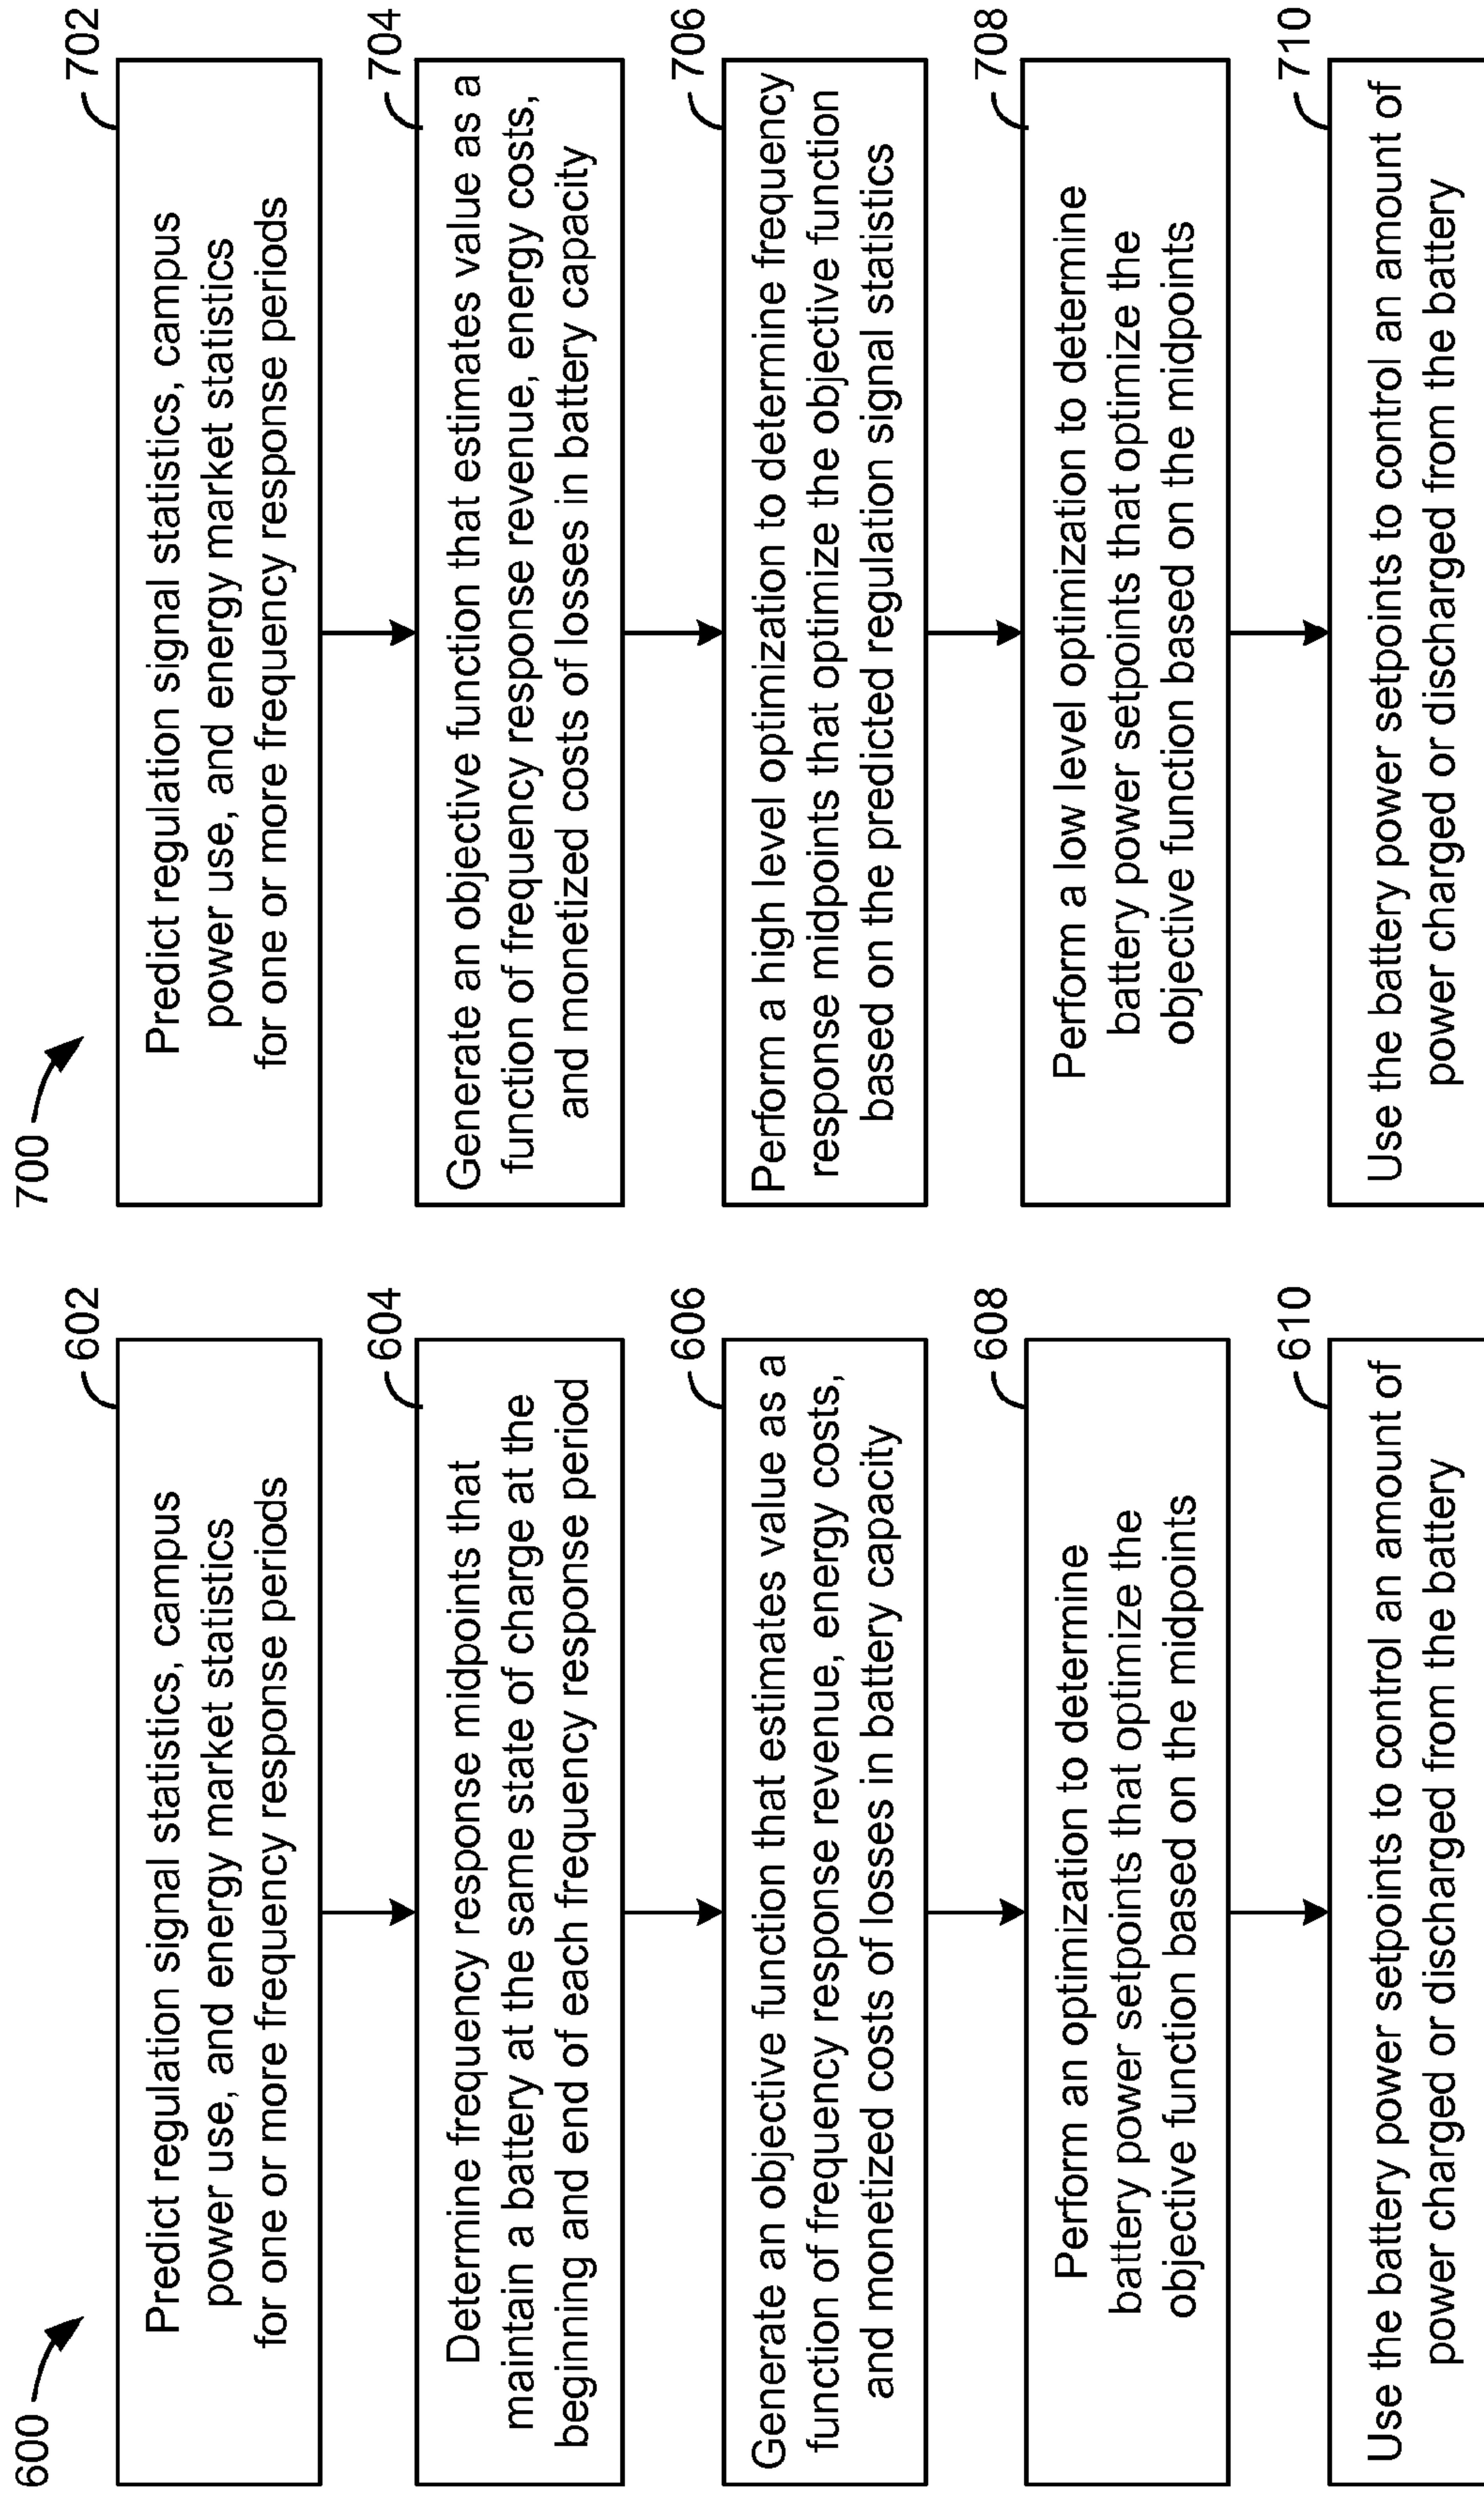 600
602
Predict regulation signal statistics, campus
power use, and energy market statistics
for one or more frequency response periods
604
Determine frequency response midpoints that
maintain a battery at the same state of charge at the
beginning and end of each frequency response period
606
Generate an objective function that estimates value as a
function of frequency response revenue, energy costs,
and monetized costs of losses in battery capacity
608
Perform an optimization to determine
battery power setpoints that optimize the
objective function based on the midpoints
610
Use the battery power setpoints to control an amount of
power charged or discharged from the battery
700
702
Predict regulation signal statistics, campus
power use, and energy market statistics
for one or more frequency response periods
704
Generate an objective function that estimates value as a
function of frequency response revenue, energy costs,
and monetized costs of losses in battery capacity
706
Perform a high level optimization to determine frequency
response midpoints that optimize the objective function
based on the predicted regulation signal statistics
708
Perform a low level optimization to determine
battery power setpoints that optimize the
objective function based on the midpoints
710
Use the battery power setpoints to control an amount of
power charged or discharged from the battery